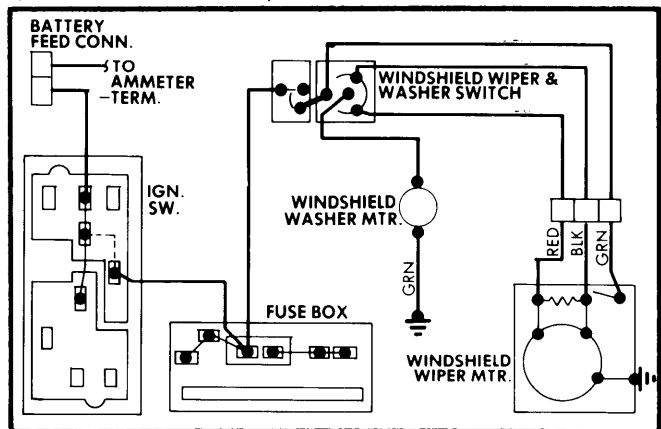 BATTERY
FEED CONN.
TO
AMMETER
TERM.
WINDSHIELD WIPER &
WASHER SWITCH
IGN.
SW.
WINDSHIELD
WASHER MTR.
RED
BLK
GRN
GRN
FUSE BOX
WINDSHIELD
WIPER MTR.